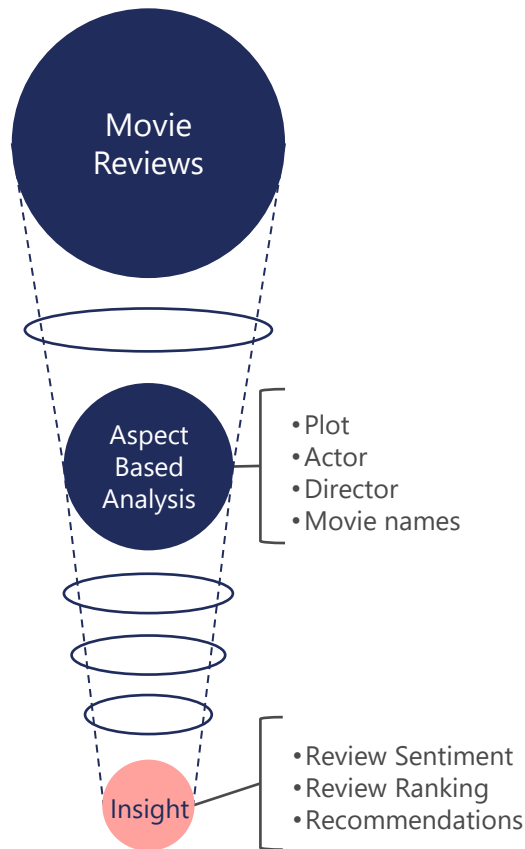 Movie
Reviews
Aspect
Based
Analysis
•Plot
•Actor
•Director
•Movie names
Insight
•Review Sentiment
•Review Ranking
•Recommendations